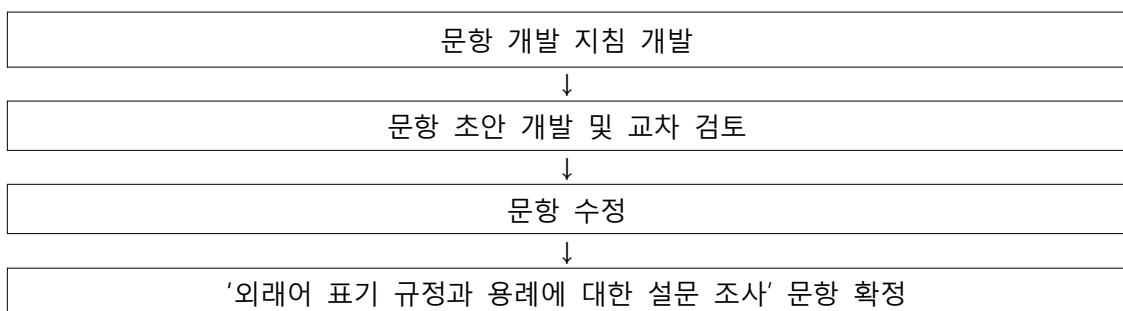 문항 개발 지침 개발
↓
문항 초안 개발 및 교차 검토
↓
문항 수정
↓
'외래어 표기 규정과 용례에 대한 설문 조사' 문항 확정